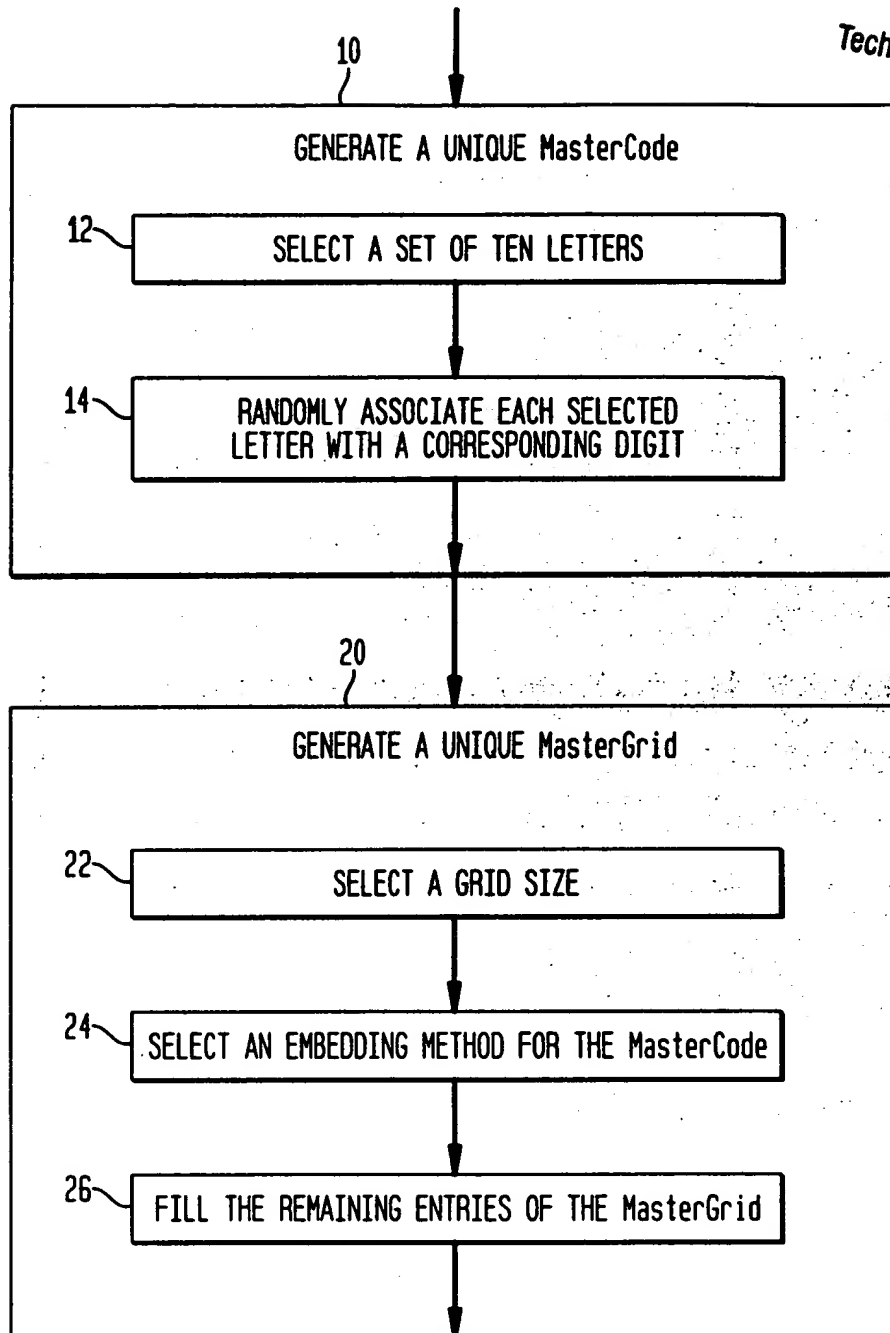 Tech
10
GENERATE A UNIQUE MasterCode
12
SELECT A SET OF TEN LETTERS
14
RANDOMLY ASSOCIATE EACH SELECTED
LETTER WITH A CORRESPONDING DIGIT
20
GENERATE A UNIQUE MasterGrid
22
SELECT A GRID SIZE
24
SELECT AN EMBEDDING METHOD FOR THE MasterCode
26
FILL THE REMAINING ENTRIES OF THE MasterGrid